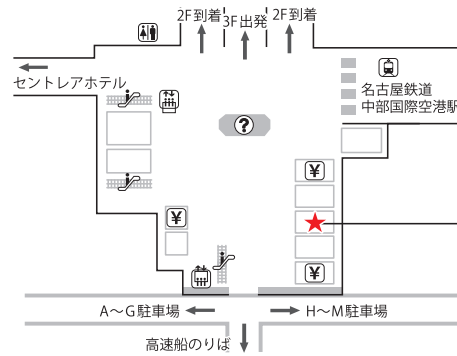 2F到着
3F出発
2F到着
セントレアホテル
名古屋鉄道
中部国際空港駅
?
¥
¥
¥
A～G駐車場
H～M駐車場
高速船のりば